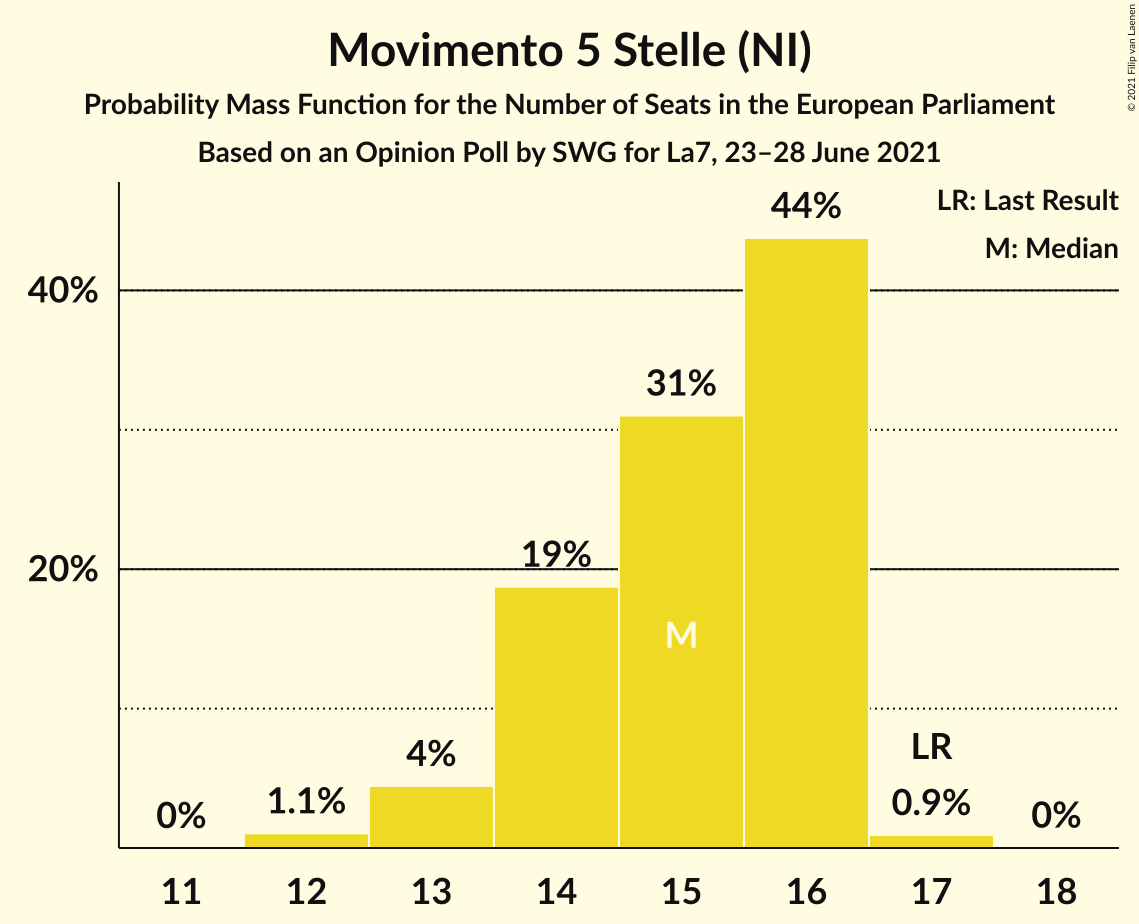 Movimento 5 Stelle (NI)
Probability Mass Function for the Number of Seats in the European Parliament
Based on an Opinion Poll by SWG for La7, 23–28 June 2021
© 2021 Filip van Laenen
LR: Last Result
M: Median
40%
20%
0%
1.1%
4%
19%
31%
M
44%
LR
0.9%
0%
11 12 13 14 15 16 17 18